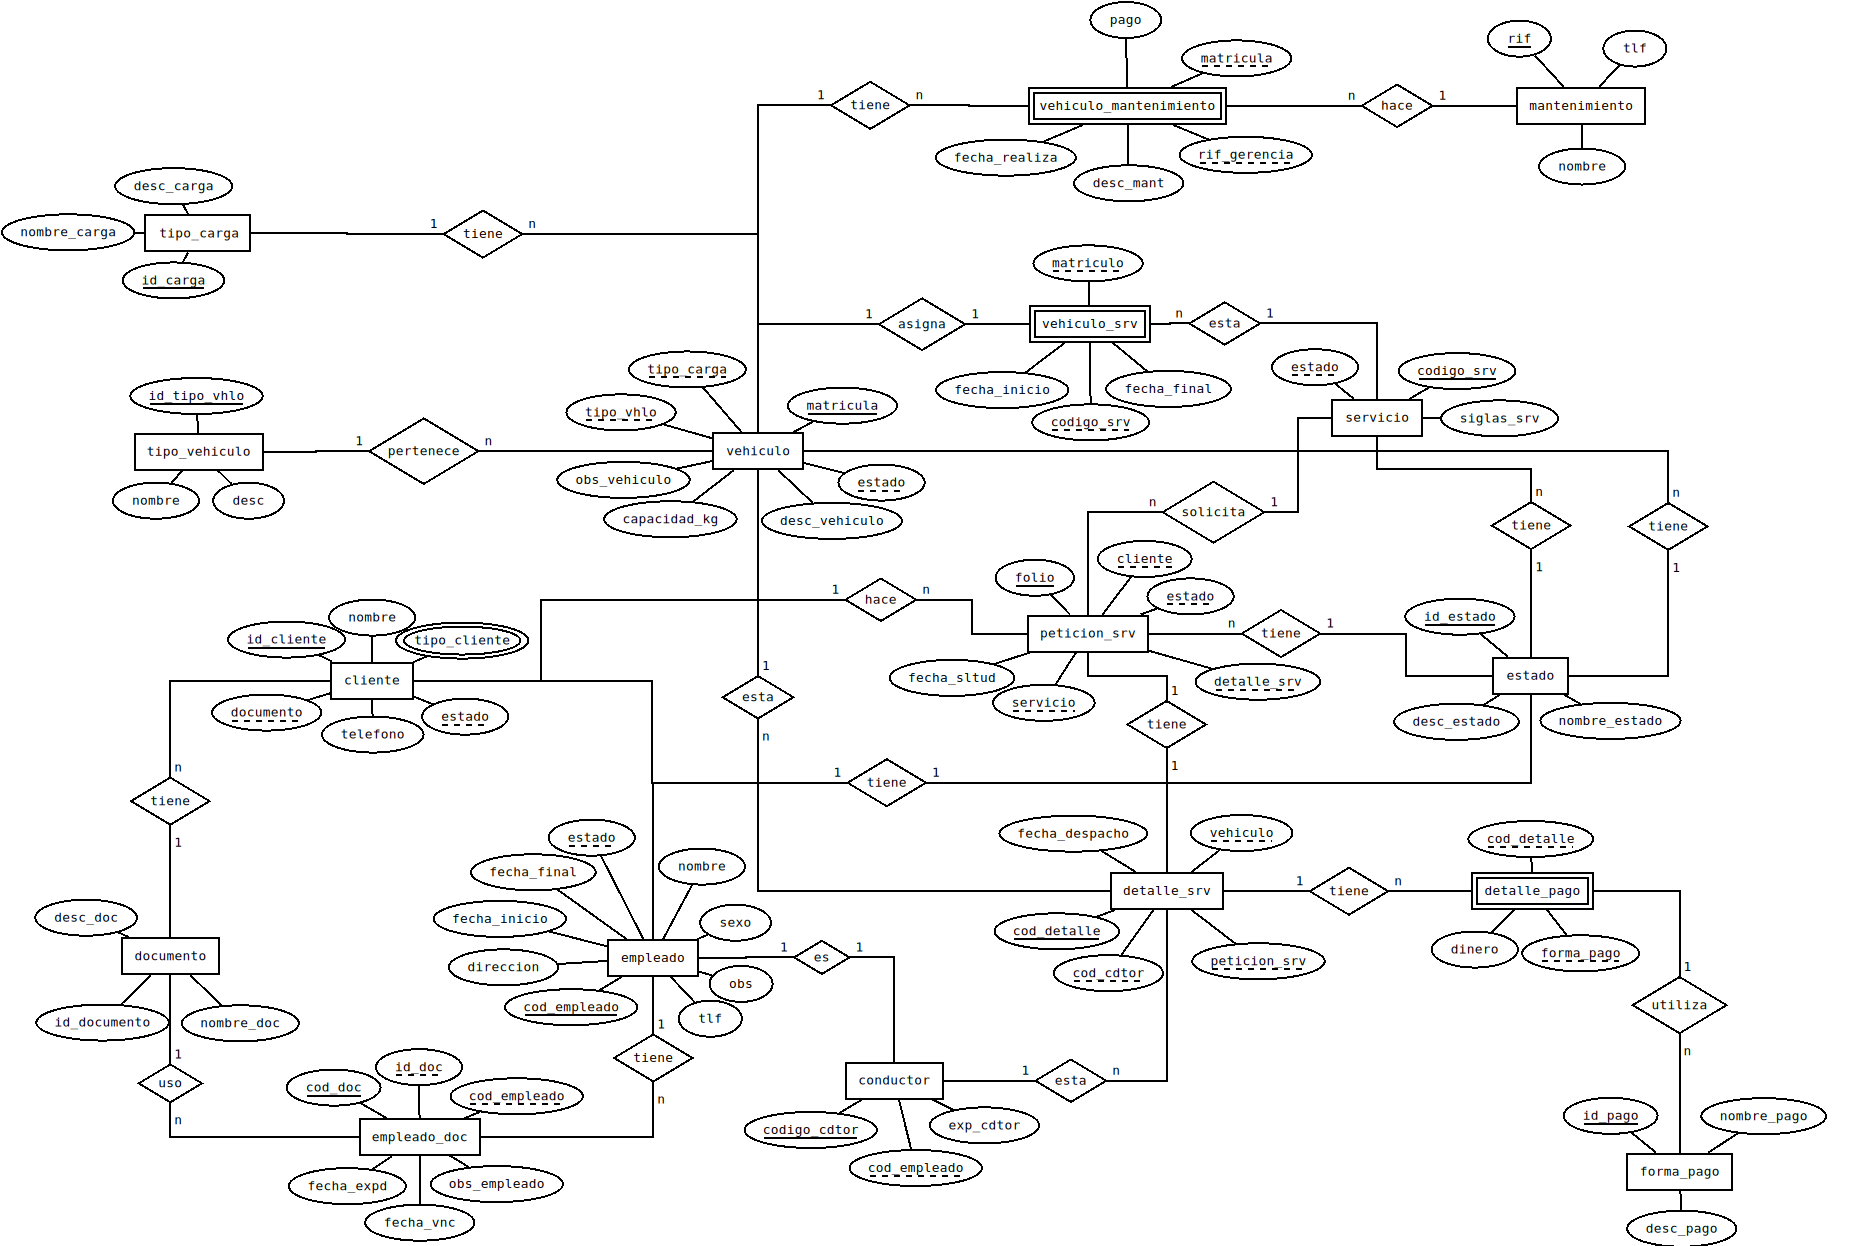 pago
rif
tlf
matricula
1
tiene
n
vehiculo_mantenimiento
n
hace
1
mantenimiento
fecha_realiza
rif_gerencia
desc_mant
nombre
desc_carga
nombre_carga
tipo_carga
1
tiene
n
id_carga
matriculo
1
asigna
1
vehiculo_srv
n
esta
1
tipo_carga
estado
codigo_srv
fecha_inicio
fecha_final
id_tipo_vhlo
tipo_vhlo
matricula
codigo_srv
servicio
siglas_srv
tipo_vehiculo
1
pertenece
n
vehiculo
obs_vehiculo
estado
nombre
desc
capacidad_kg
desc_vehiculo
n
solicita
1
n
tiene
1
n
tiene
1
cliente
folio
estado
1
hace
n
nombre
id_cliente
tipo_cliente
peticion_srv
n
tiene
1
id_estado
cliente
fecha_sltud
servicio
detalle_srv
estado
documento
estado
telefono
1
esta
n
1
tiene
1
desc_estado
nombre_estado
n
tiene
1
1
tiene
1
estado
nombre
fecha_final
fecha_despacho
vehiculo
cod_detalle
fecha_inicio
sexo
detalle_srv
1
tiene
n
detalle_pago
desc_doc
cod_detalle
dinero
forma_pago
documento
empleado
1
es
1
direccion
obs
cod_cdtor
peticion_srv
1
utiliza
n
id_documento
nombre_doc
cod_empleado
tlf
1
tiene
n
1
uso
n
id_doc
cod_doc
cod_empleado
conductor
1
esta
n
empleado_doc
codigo_cdtor
exp_cdtor
cod_empleado
id_pago
nombre_pago
forma_pago
fecha_expd
obs_empleado
fecha_vnc
desc_pago